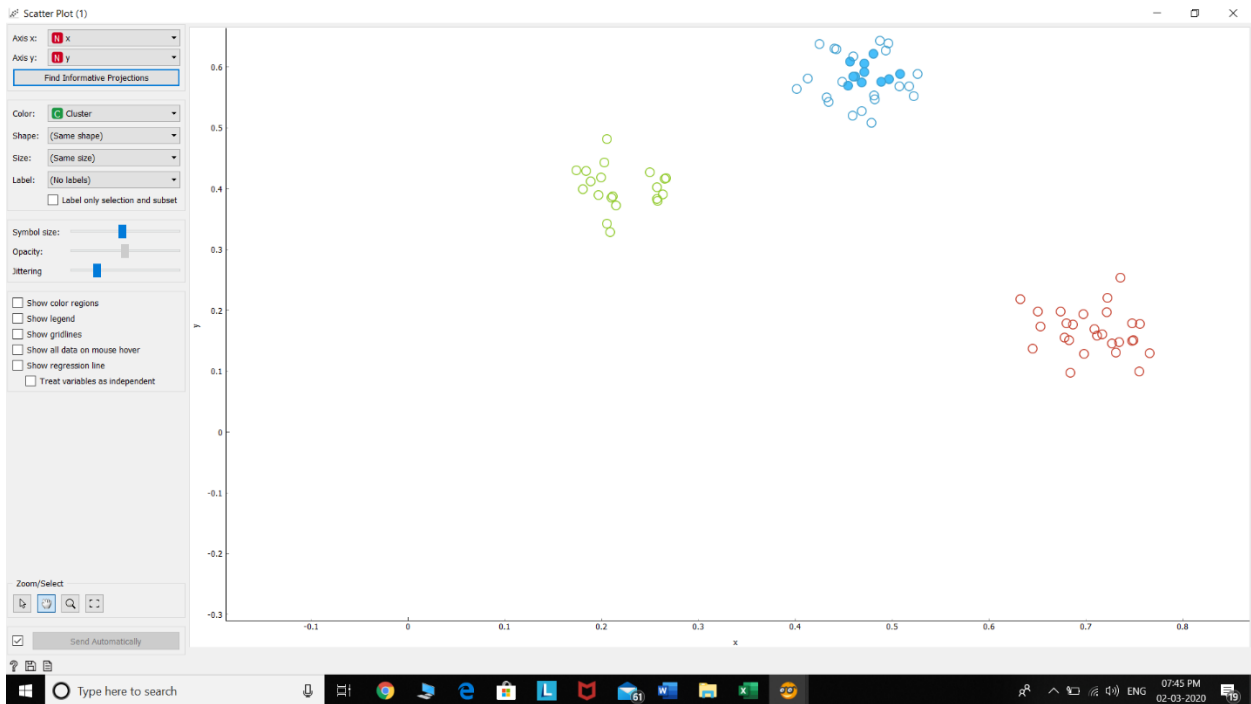 Scatter Plot (1)
Axis x: N x
Axis y: N y
Find Informative Projections
Color: C Cluster
Shape: (Same shape)
Size: (Same size)
Label: (No labels)
Label only selection and subset
Symbol size:
Opacity:
Jittering
Show color regions
Show legend
Show gridlines
Show all data on mouse hover
Show regression line
Treat variables as independent
Zoom/Select
Send Automatically
0.6
0.5
0.4
0.3
0.2
0.1
0
-0.1
-0.2
-0.3
y
-0.1 0 0.1 0.2 0.3 0.4 0.5 0.6 0.7 0.8
x
Type here to search
L
61
W
X
ENG
07:45 PM
02-03-2020
19